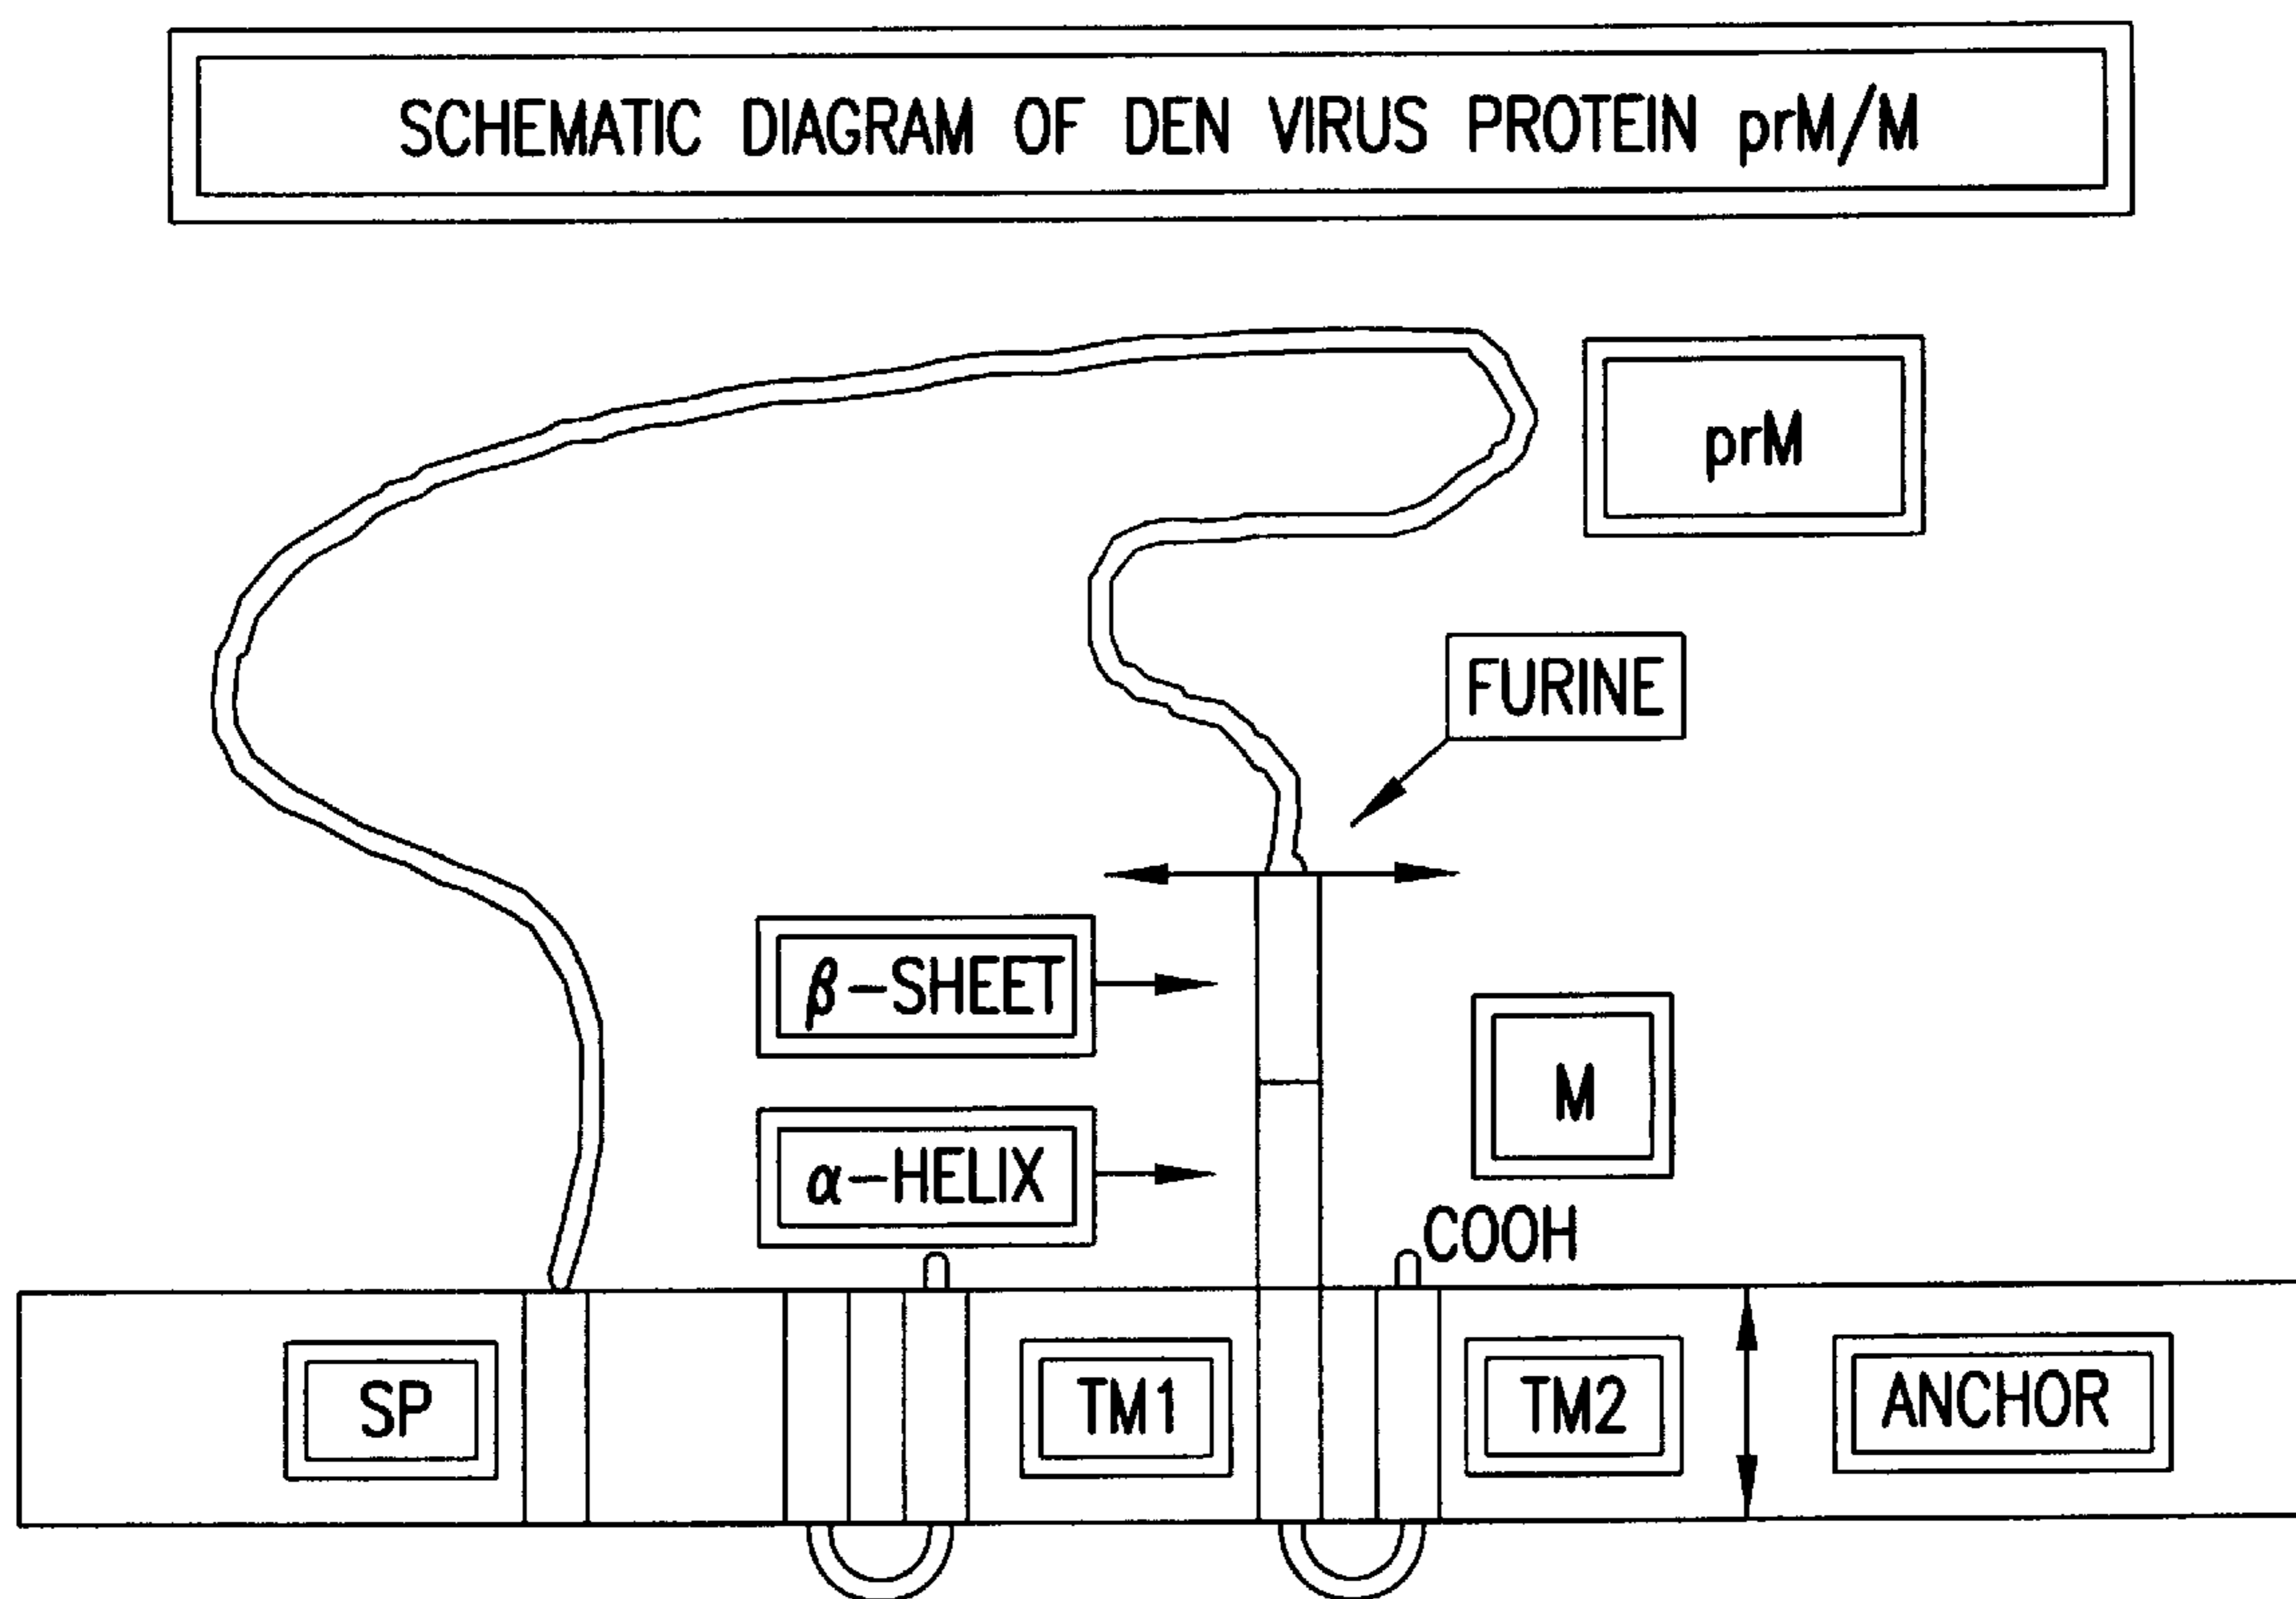 SCHEMATIC DIAGRAM OF DEN VIRUS PROTEIN prM/M
prM
FURINE
β-SHEET
M
α-HELIX
COOH
SP
TM1
TM2
ANCHOR